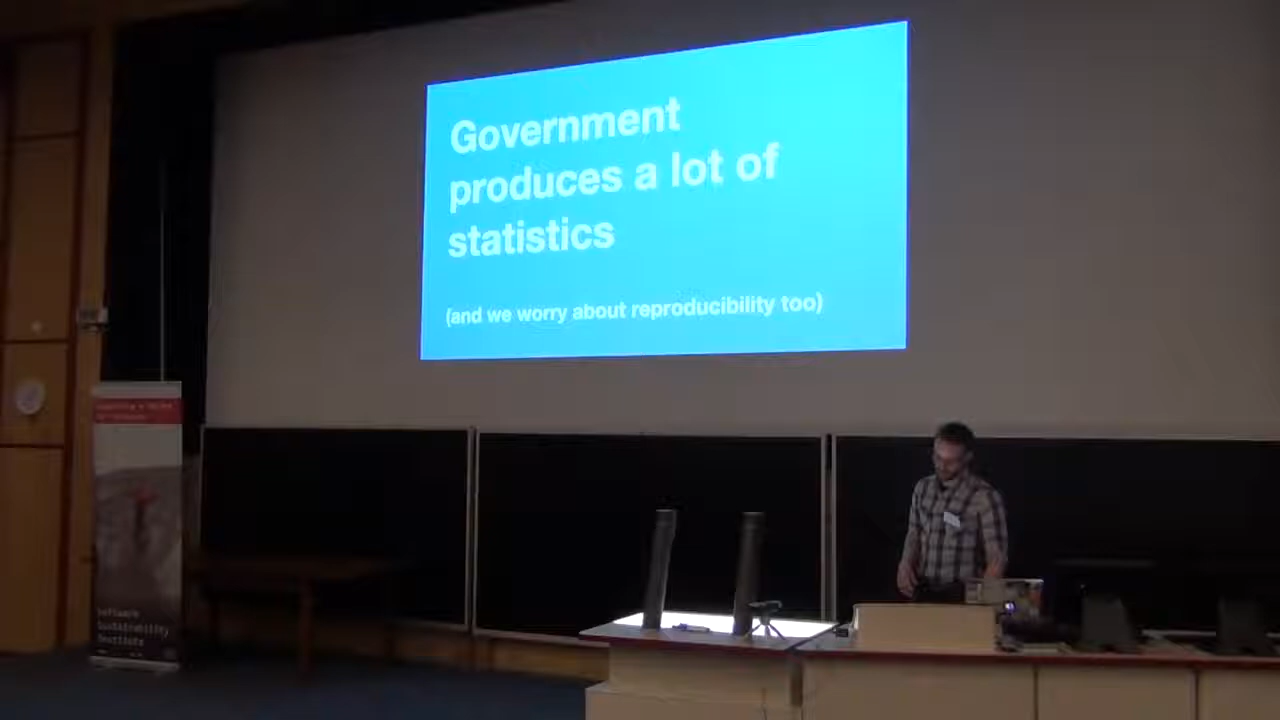 Government
produces a lot of
statistics
(and we worry about reproducibility too)
Software
Sustainability
Institute